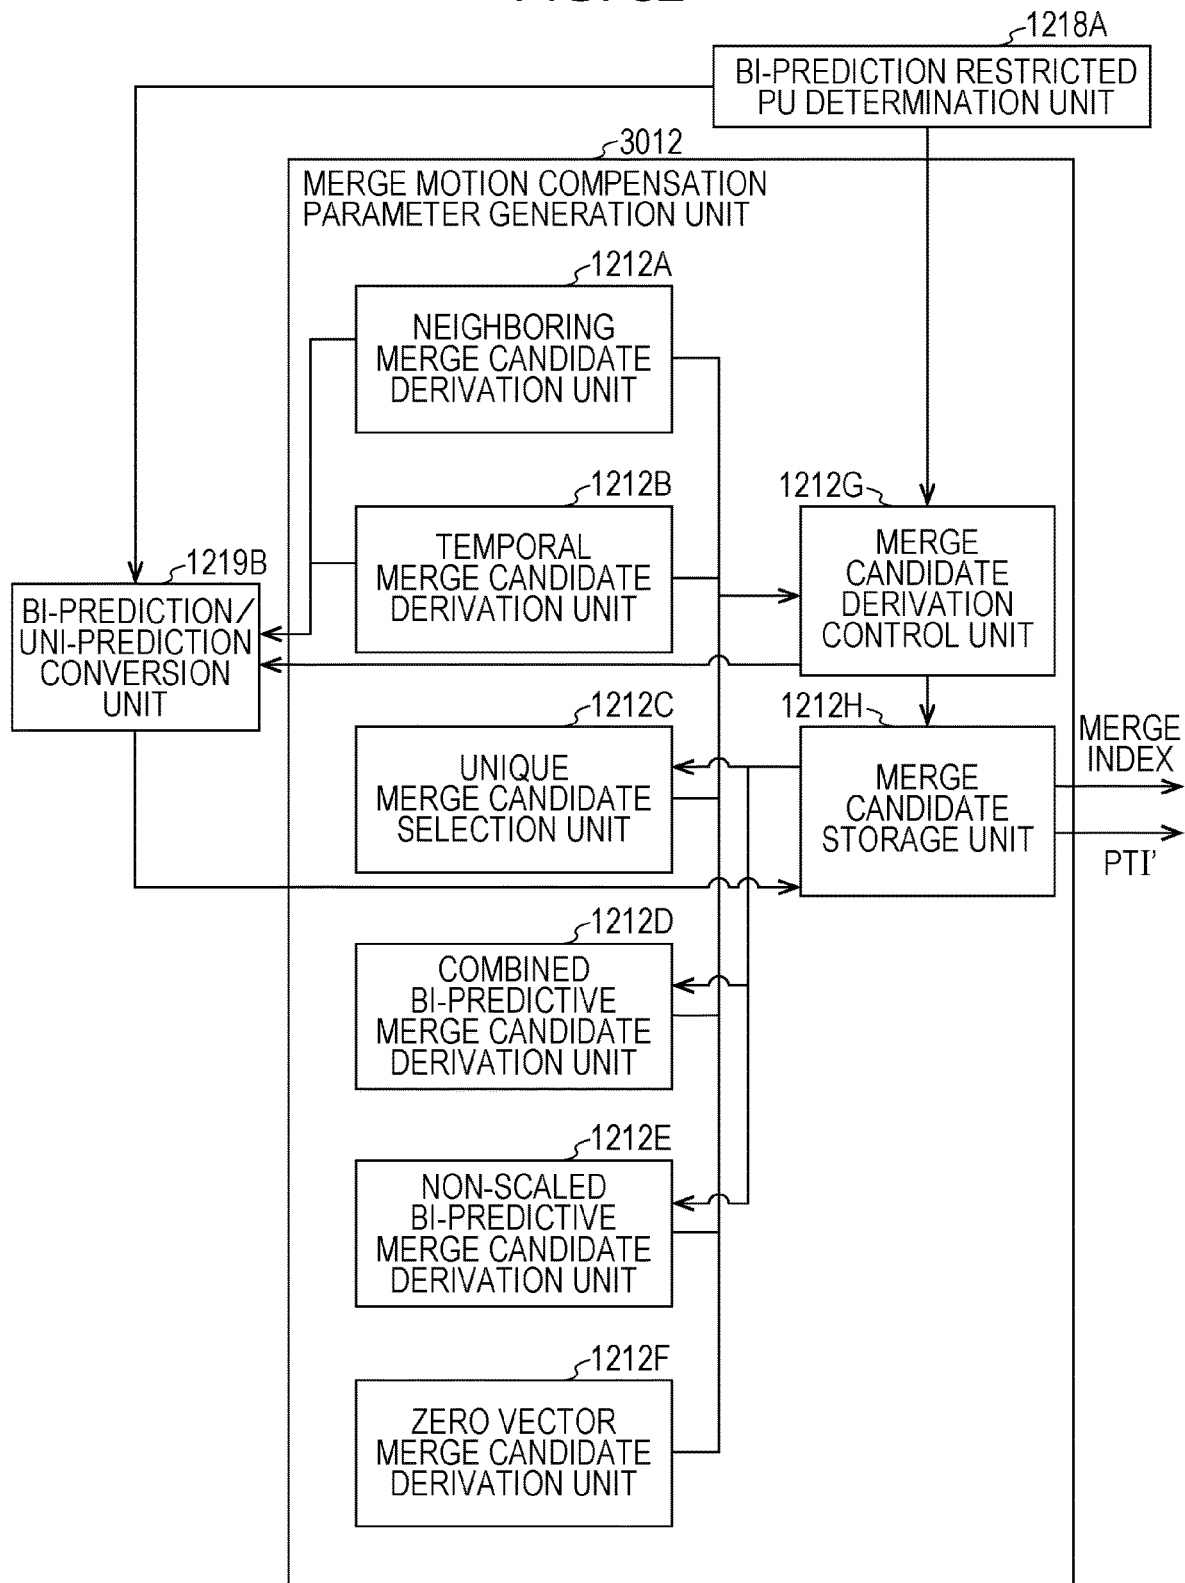 1218A
BI-PREDICTION RESTRICTED
PU DETERMINATION UNIT
3012
MERGE MOTION COMPENSATION
PARAMETER GENERATION UNIT
1212A
NEIGHBORING
MERGE CANDIDATE
DERIVATION UNIT
1212B
TEMPORAL
MERGE CANDIDATE
DERIVATION UNIT
1212G
MERGE
CANDIDATE
DERIVATION
CONTROL UNIT
1219B
BI-PREDICTION/
UNI-PREDICTION
CONVERSION
UNIT
1212C
UNIQUE
MERGE CANDIDATE
SELECTION UNIT
1212H
MERGE
CANDIDATE
STORAGE UNIT
MERGE
INDEX
PTI'
1212D
COMBINED
BI-PREDICTIVE
MERGE CANDIDATE
DERIVATION UNIT
1212E
NON-SCALED
BI-PREDICTIVE
MERGE CANDIDATE
DERIVATION UNIT
1212F
ZERO VECTOR
MERGE CANDIDATE
DERIVATION UNIT